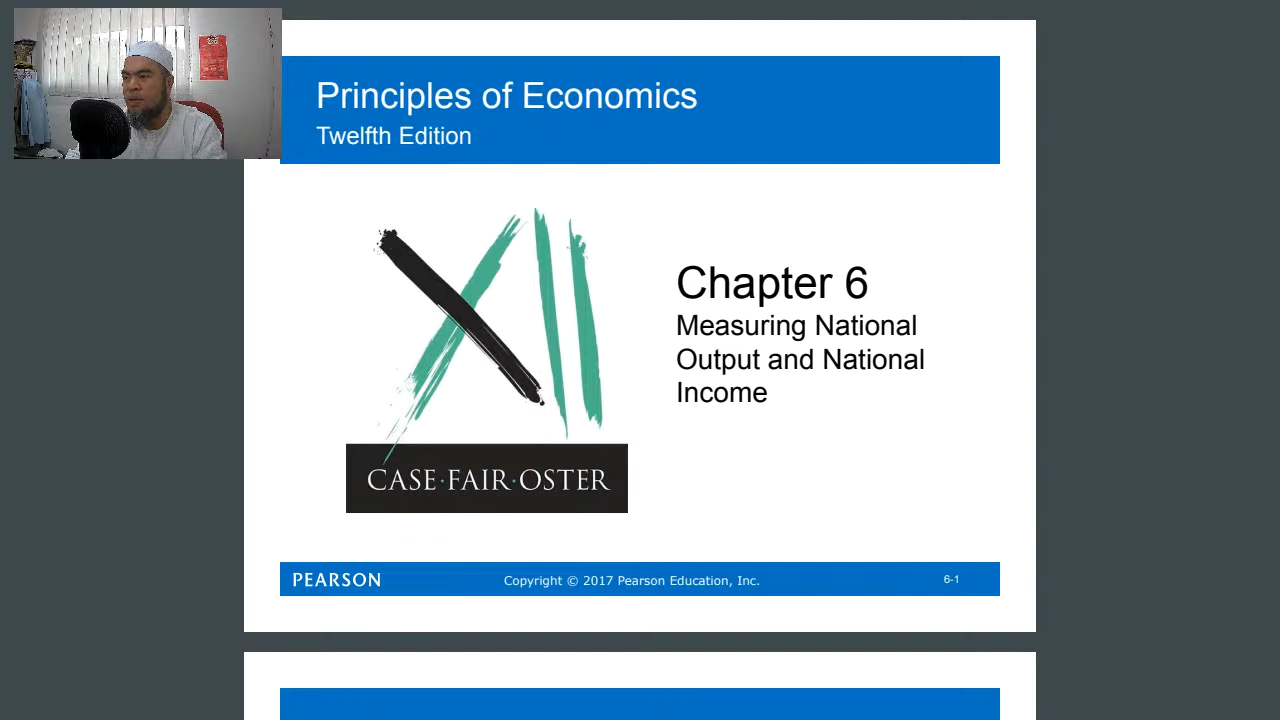 Principles of Economics
Twelfth Edition
Chapter 6
Measuring National
Output and National
Income
CASE·FAIR·OSTER
PEARSON
Copyright © 2017 Pearson Education, Inc.
6-1